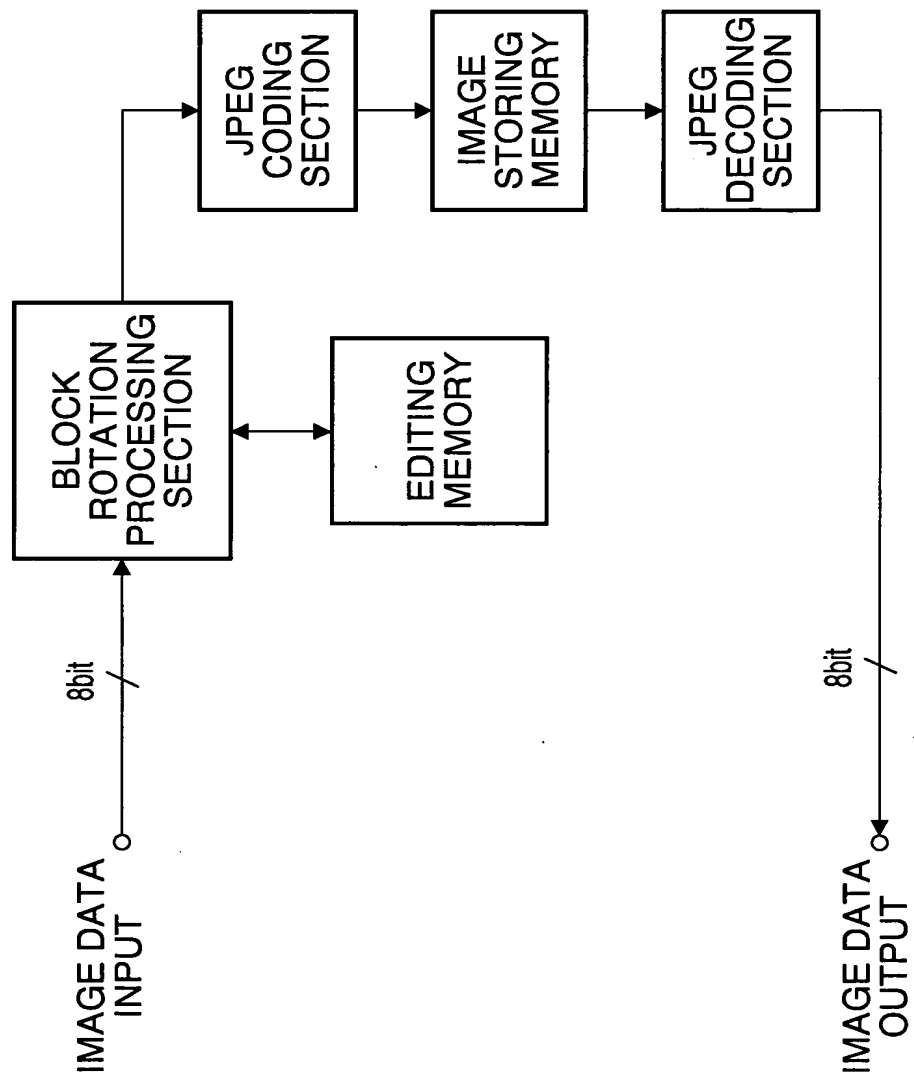 IMAGE DATA
INPUT
8bit
BLOCK
ROTATION
PROCESSING
SECTION
EDITING
MEMORY
JPEG
CODING
SECTION
IMAGE
STORING
MEMORY
JPEG
DECODING
SECTION
8bit
IMAGE DATA
OUTPUT